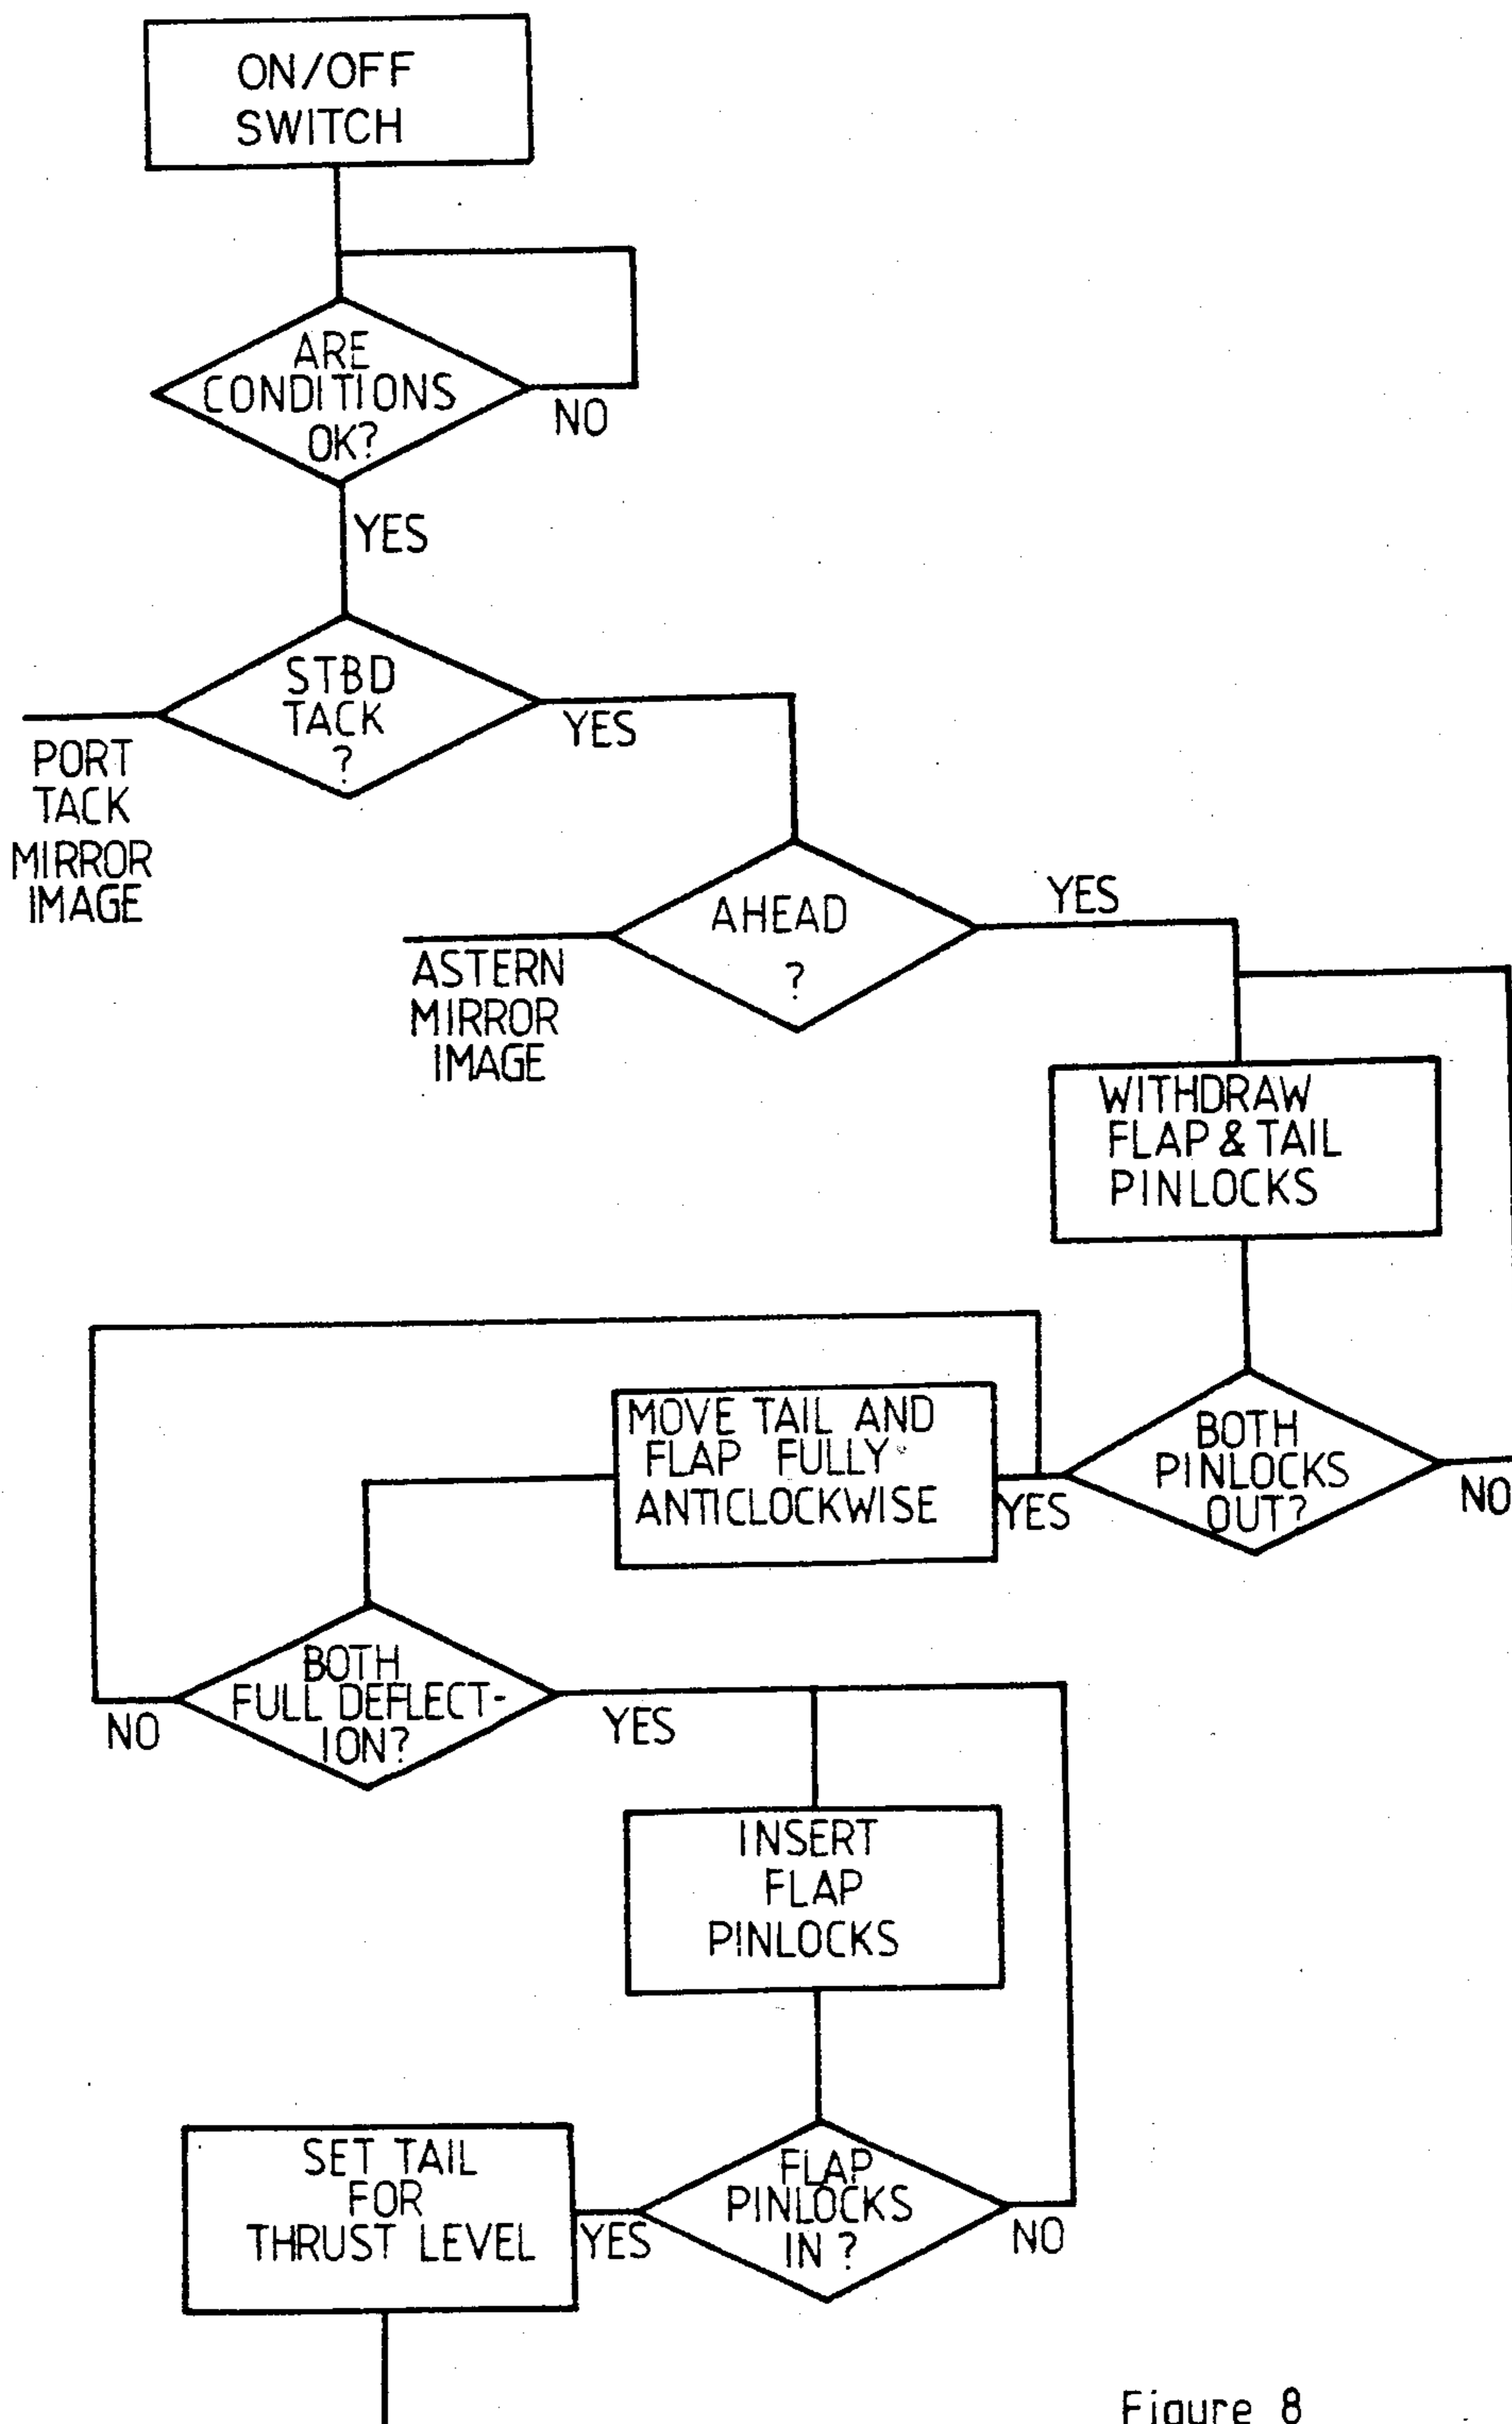 ON/OFF
SWITCH
ARE
CONDITIONS
OK?
NO
YES
STBD
TACK
?
YES
PORT
TACK
MIRROR
IMAGE
AHEAD
?
YES
ASTERN
MIRROR
IMAGE
WITHDRAW
FLAP & TAIL
PINLOCKS
BOTH
PINLOCKS
OUT?
NO
YES
MOVE TAIL AND
FLAP FULLY
ANTICLOCKWISE
BOTH
FULL DEFLECT-
ION?
NO
YES
INSERT
FLAP
PINLOCKS
FLAP
PINLOCKS
IN ?
NO
YES
SET TAIL
FOR
THRUST LEVEL
Figure 8